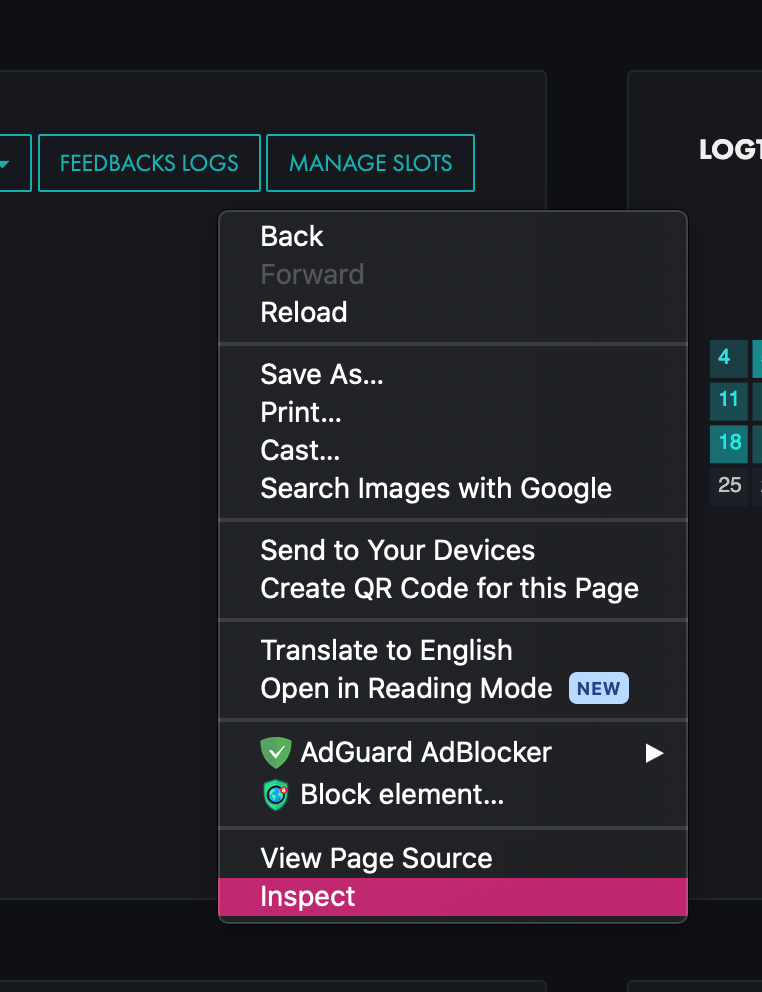 FEEDBACKS LOGS
MANAGE SLOTS
Back
Forward
Reload
Save As...
Print...
Cast...
Search Images with Google
Send to Your Devices
Create QR Code for this Page
Translate to English
Open in Reading Mode NEW
AdGuard AdBlocker
Block element...
View Page Source
Inspect
4
11
18
25